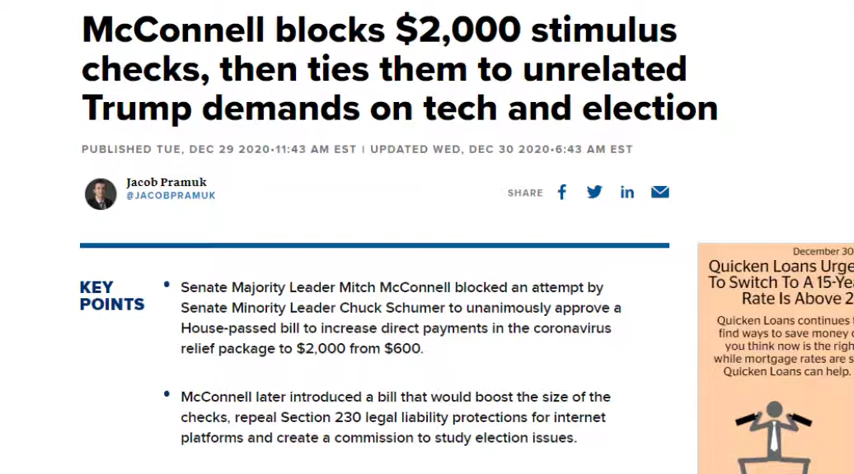 McConnell blocks $2,000 stimulus
checks, then ties them to unrelated
Trump demands on tech and election
PUBLISHED TUE, DEC 29 2020•11:43 AM EST | UPDATED WED, DEC 30 2020•6:43 AM EST
Jacob Pramuk
@JACOBPRAMUK
SHARE
KEY
POINTS
• Senate Majority Leader Mitch McConnell blocked an attempt by
Senate Minority Leader Chuck Schumer to unanimously approve a
House-passed bill to increase direct payments in the coronavirus
relief package to $2,000 from $600.
• McConnell later introduced a bill that would boost the size of the
checks, repeal Section 230 legal liability protections for internet
platforms and create a commission to study election issues.
December 30
Quicken Loans Urge
To Switch To A 15-Ye
Rate Is Above 2
Quicken Loans continues
find ways to save money
you think now is the righ
while mortgage rates are s
Quicken Loans can help.